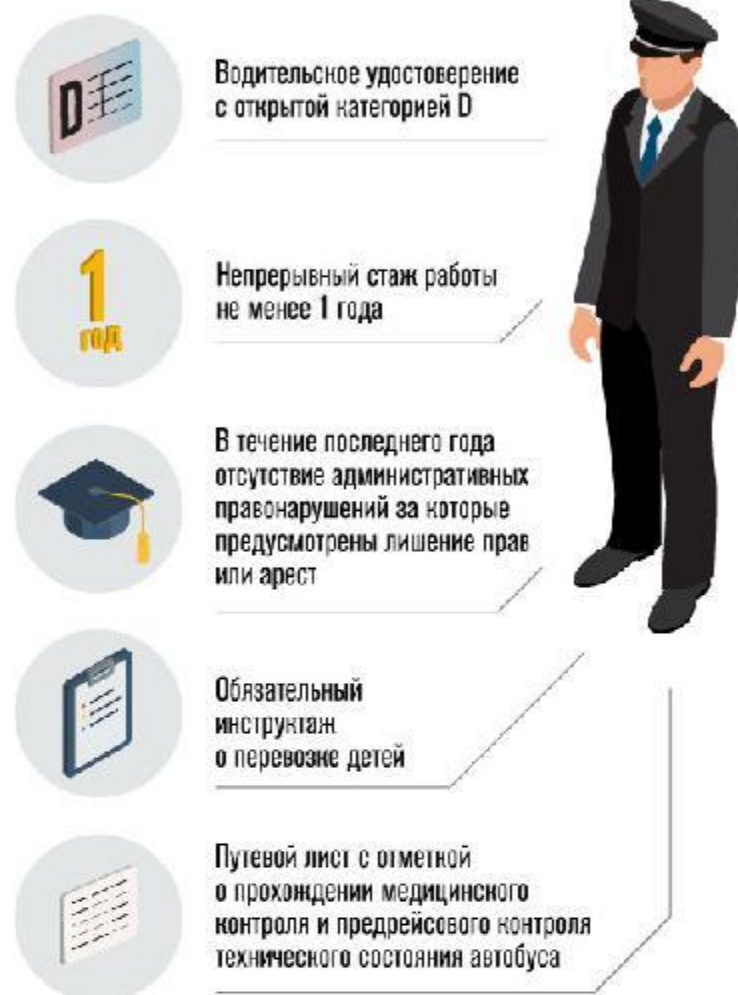 D
Водительское удостоверение
с открытой категорией D
1
год
Непрерывный стаж работы
не менее 1 года
В течение последнего года
отсутствие административных
правонарушений за которые
предусмотрены лишение прав
или арест
Обязательный
инструктаж
о перевозке детей
Путевой лист с отметкой
о прохождении медицинского
контроля и предрейсового контроля
технического состояния автобуса